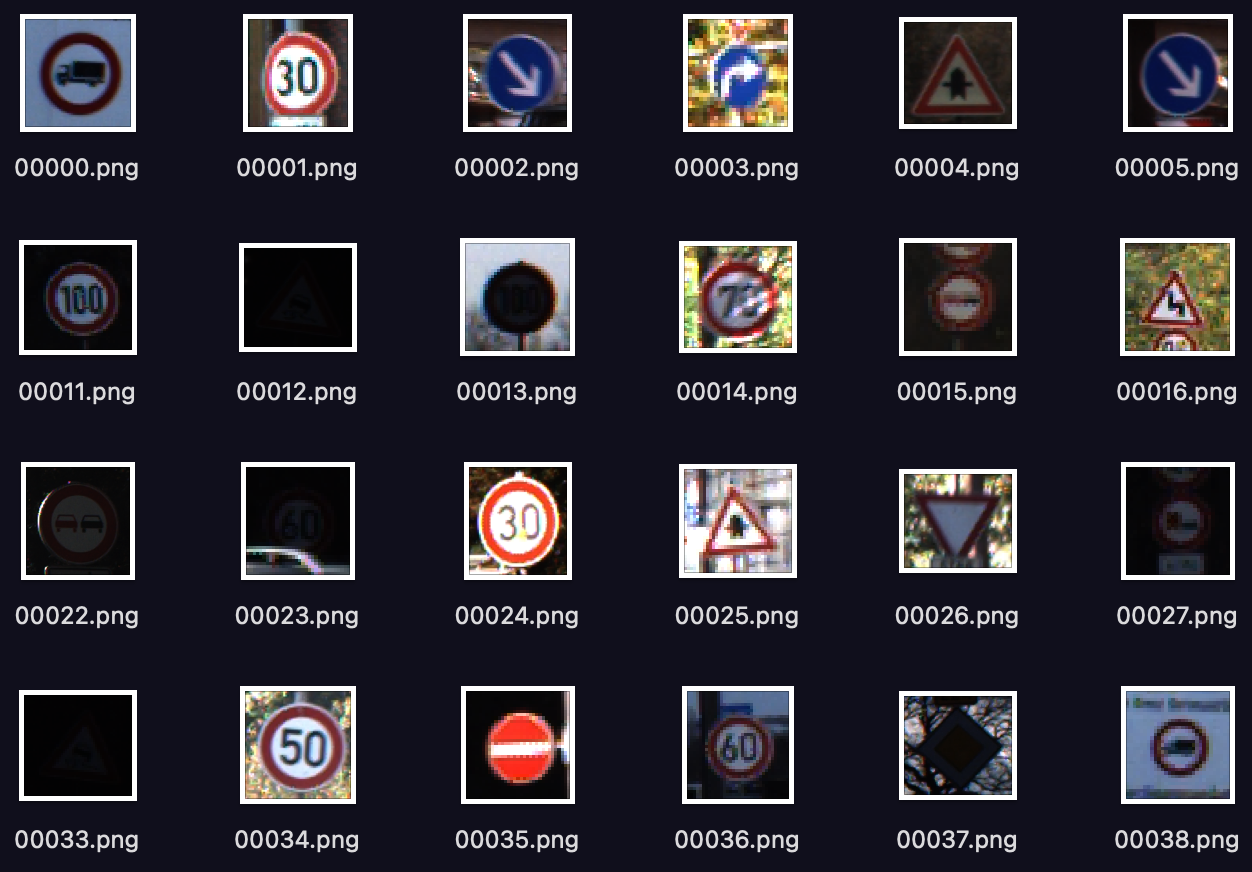 30
00000.png 00001.png 00002.png 00003.png 00004.png 00005.png
100 100 7
00011.png 00012.png 00013.png 00014.png 00015.png 00016.png
60 30
00022.png 00023.png 00024.png 00025.png 00026.png 00027.png
50 60
00033.png 00034.png 00035.png 00036.png 00037.png 00038.png